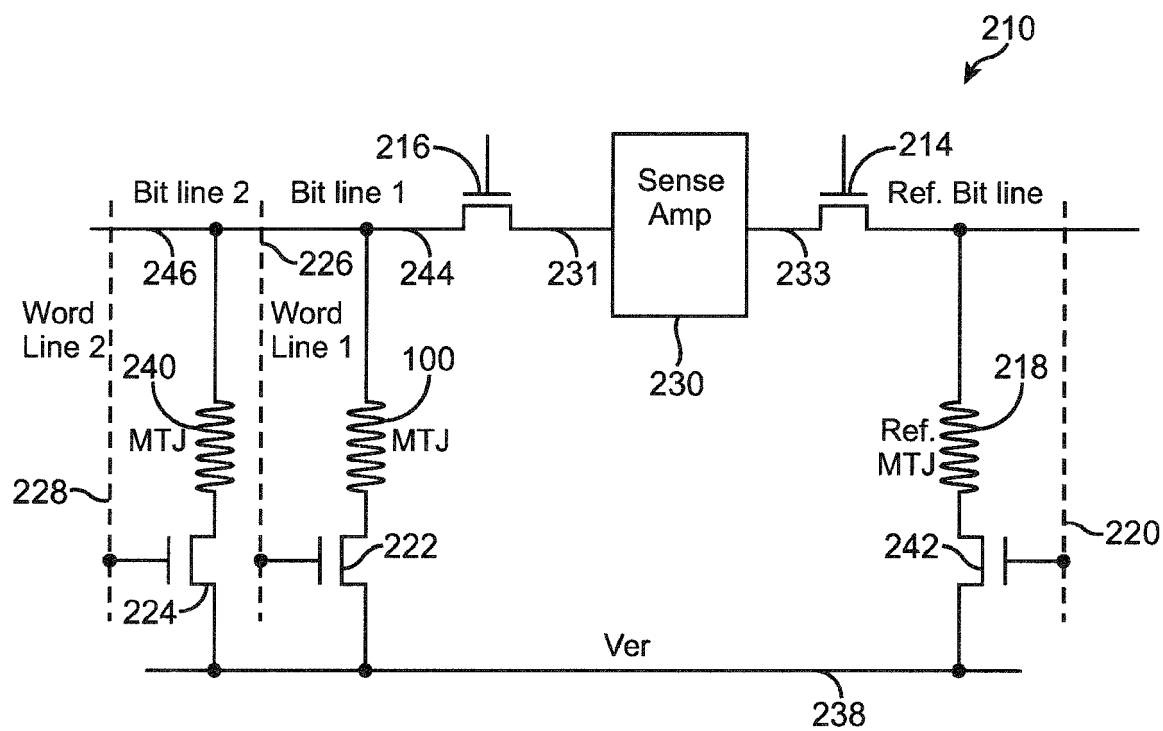 210
216
214
Sense
Amp
Bit line 2
Bit line 1
Ref. Bit line
246
226
244
231
233
Word
Line 2
Word
Line 1
230
240
100
218
MTJ
MTJ
Ref.
MTJ
228
222
242
220
224
Ver
238